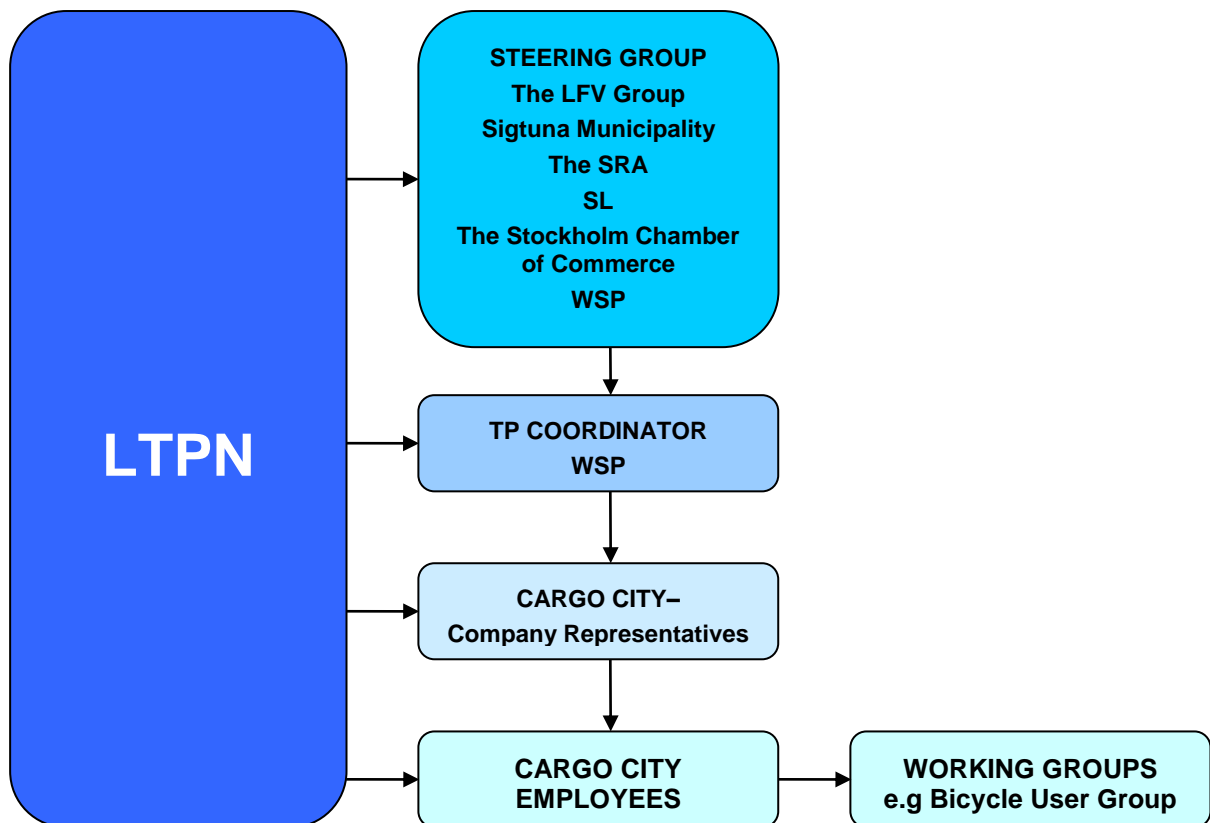 LTPN
STEERING GROUP
The LFV Group
Sigtuna Municipality
The SRA
SL
The Stockholm Chamber
of Commerce
WSP
TP COORDINATOR
WSP
CARGO CITY–
Company Representatives
CARGO CITY
EMPLOYEES
WORKING GROUPS
e.g Bicycle User Group